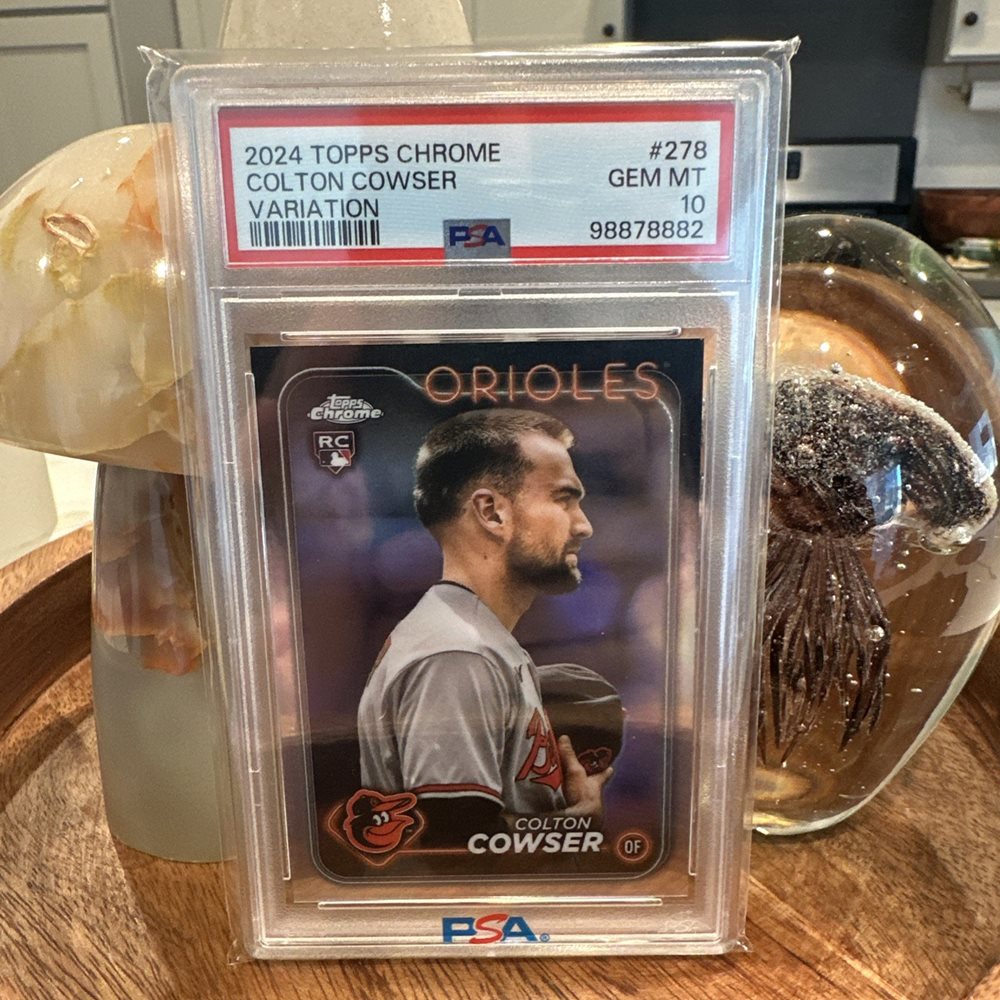 2024 TOPPS CHROME #278
COLTON COWSER GEM MT
VARIATION 10
PSA 98878882
ORIOLES
Topps
Chrome
RC
COLTON
COWSER OF
PSA